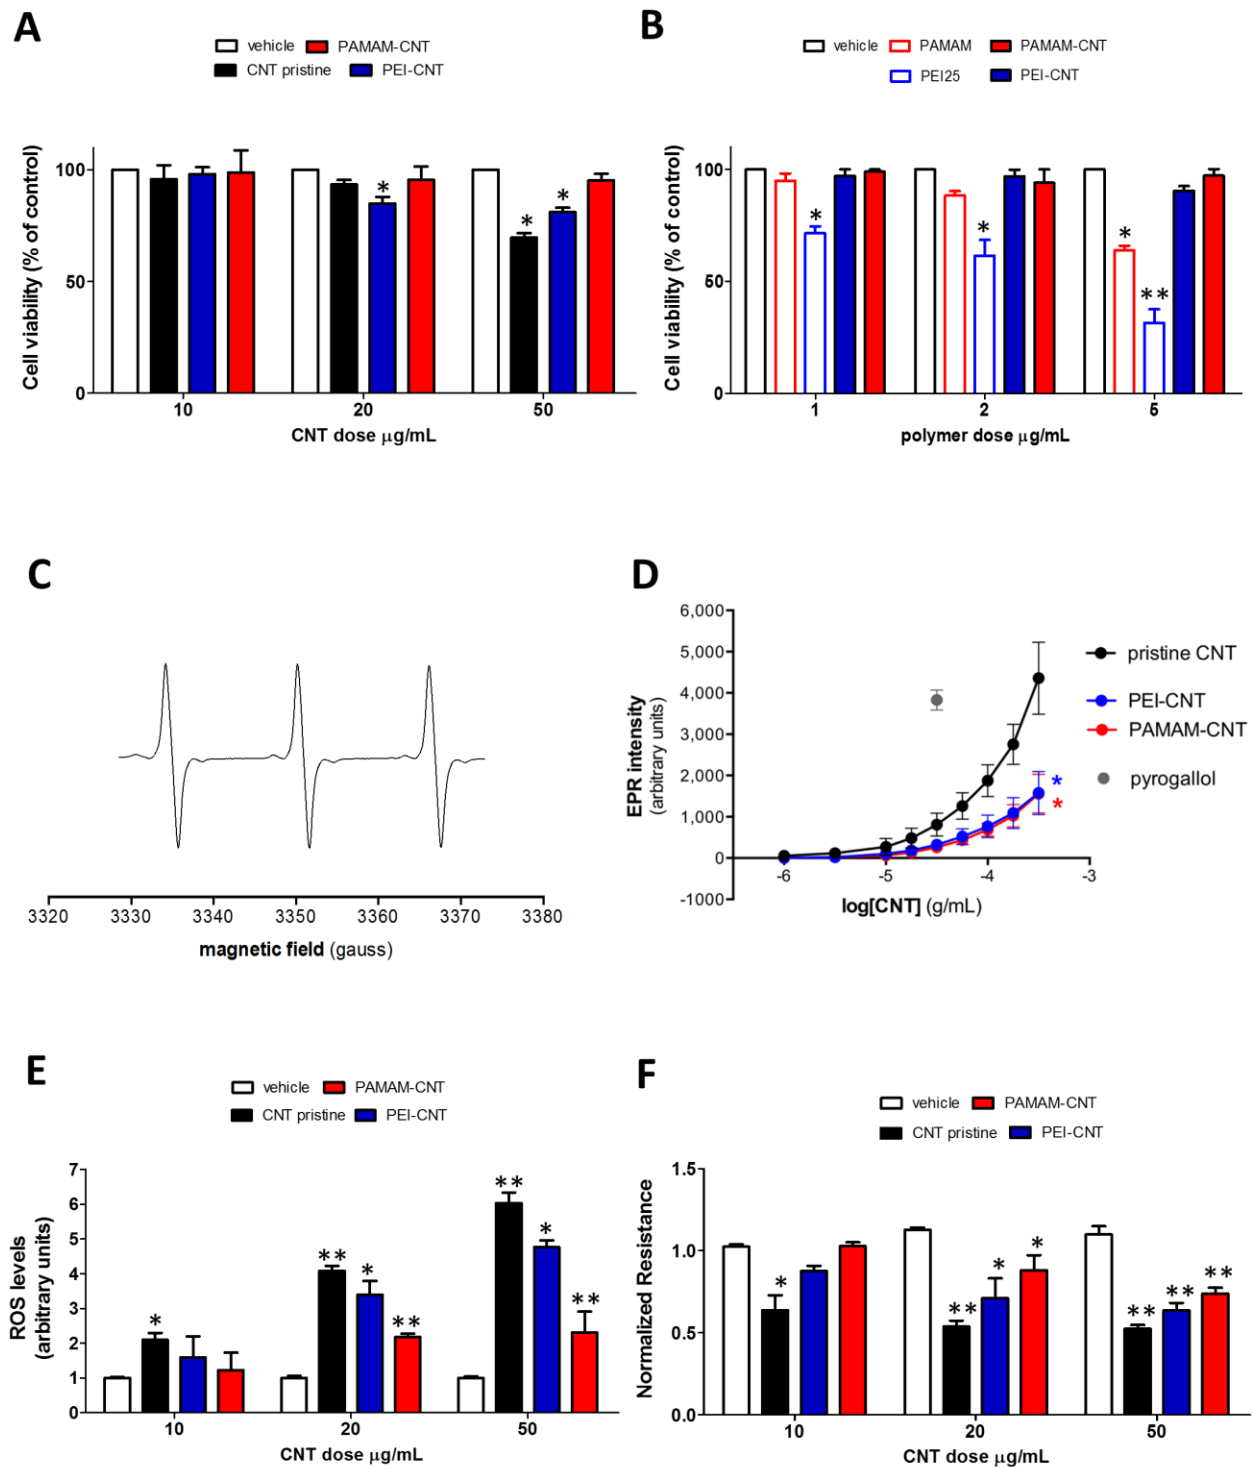 A
vehicle PAMAM-CNT
CNT pristine PEI-CNT
Cell viability (% of control)
100
50
0
* * *
10 20 50
CNT dose μg/mL
B
vehicle PAMAM PAMAM-CNT
PEI25 PEI-CNT
Cell viability (% of control)
100
50
0
* * * **
1 2 5
polymer dose μg/mL
C
3320 3330 3340 3350 3360 3370 3380
magnetic field (gauss)
D
EPR intensity
(arbitrary units)
6,000
5,000
4,000
3,000
2,000
1,000
0
-1000
-6 -5 -4 -3
log[CNT] (g/mL)
pristine CNT
PEI-CNT
PAMAM-CNT
pyrogallol
*
*
E
vehicle PAMAM-CNT
CNT pristine PEI-CNT
ROS levels
(arbitrary units)
7
6
5
4
3
2
1
0
* ** * ** ** * **
10 20 50
CNT dose μg/mL
F
vehicle PAMAM-CNT
CNT pristine PEI-CNT
Normalized Resistance
1.5
1.0
0.5
0.0
* ** * * ** ** **
10 20 50
CNT dose μg/mL